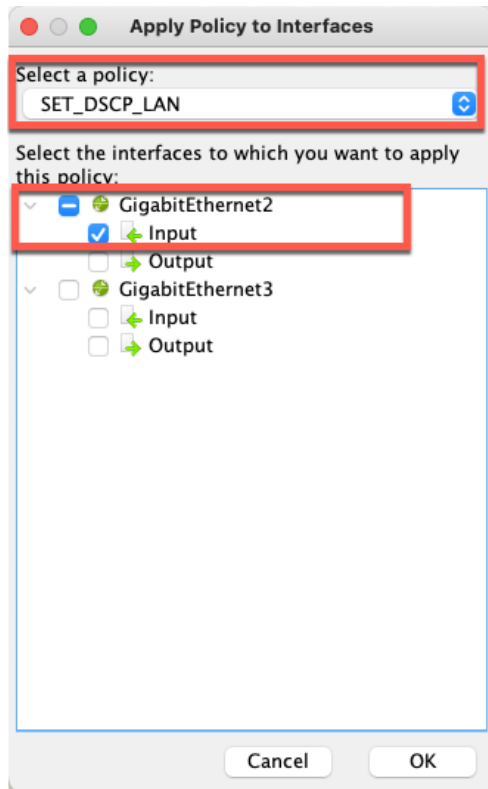 Apply Policy to Interfaces
Select a policy:
SET_DSCP_LAN
Select the interfaces to which you want to apply
this policy:
GigabitEthernet2
Input
Output
GigabitEthernet3
Input
Output
Cancel OK